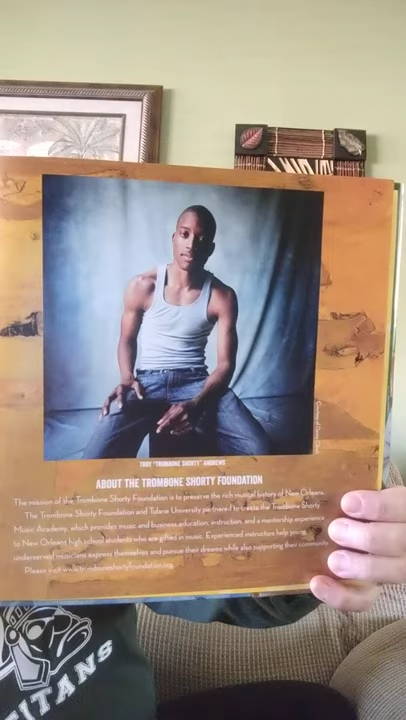 TROY "TROMBONE SHORTY" ANDREWS
ABOUT THE TROMBONE SHORTY FOUNDATION
The mission of the Trombone Shorty Foundation is to preserve the rich musical history of New Orleans.
The Trombone Shorty Foundation and Tulane University partnered to create the Trombone Shorty
Music Academy, which provides music and business education, instruction, and a mentorship experience
to New Orleans high school students who are gifted in music. Experienced instructors help young
underserved musicians express themselves and pursue their dreams while also supporting their community.
Please visit www.tromboneshortyfoundation.org.
TITANS